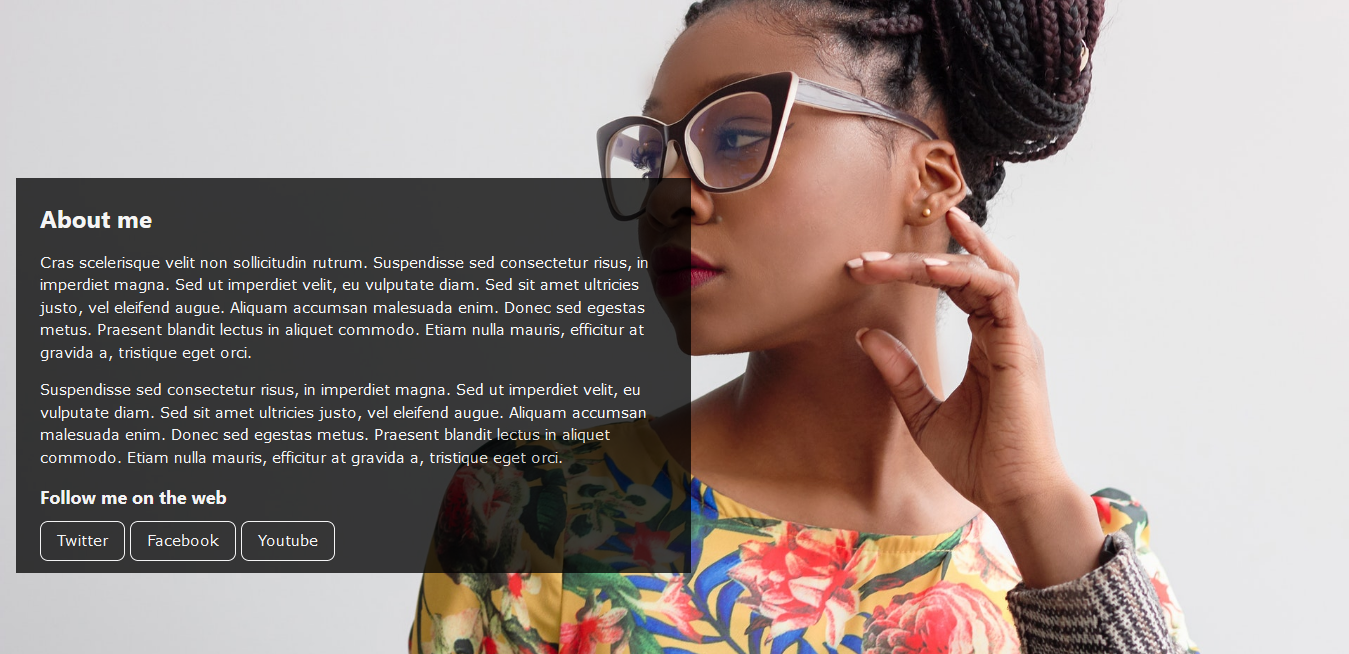 About me
Cras scelerisque velit non sollicitudin rutrum. Suspendisse sed consectetur risus, in
imperdiet magna. Sed ut imperdiet velit, eu vulputate diam. Sed sit amet ultricies
justo, vel eleifend augue. Aliquam accumsan malesuada enim. Donec sed egestas
metus. Praesent blandit lectus in aliquet commodo. Etiam nulla mauris, efficitur at
gravida a, tristique eget orci.
Suspendisse sed consectetur risus, in imperdiet magna. Sed ut imperdiet velit, eu
vulputate diam. Sed sit amet ultricies justo, vel eleifend augue. Aliquam accumsan
malesuada enim. Donec sed egestas metus. Praesent blandit lectus in aliquet
commodo. Etiam nulla mauris, efficitur at gravida a, tristique eget orci.
Follow me on the web
Twitter Facebook Youtube